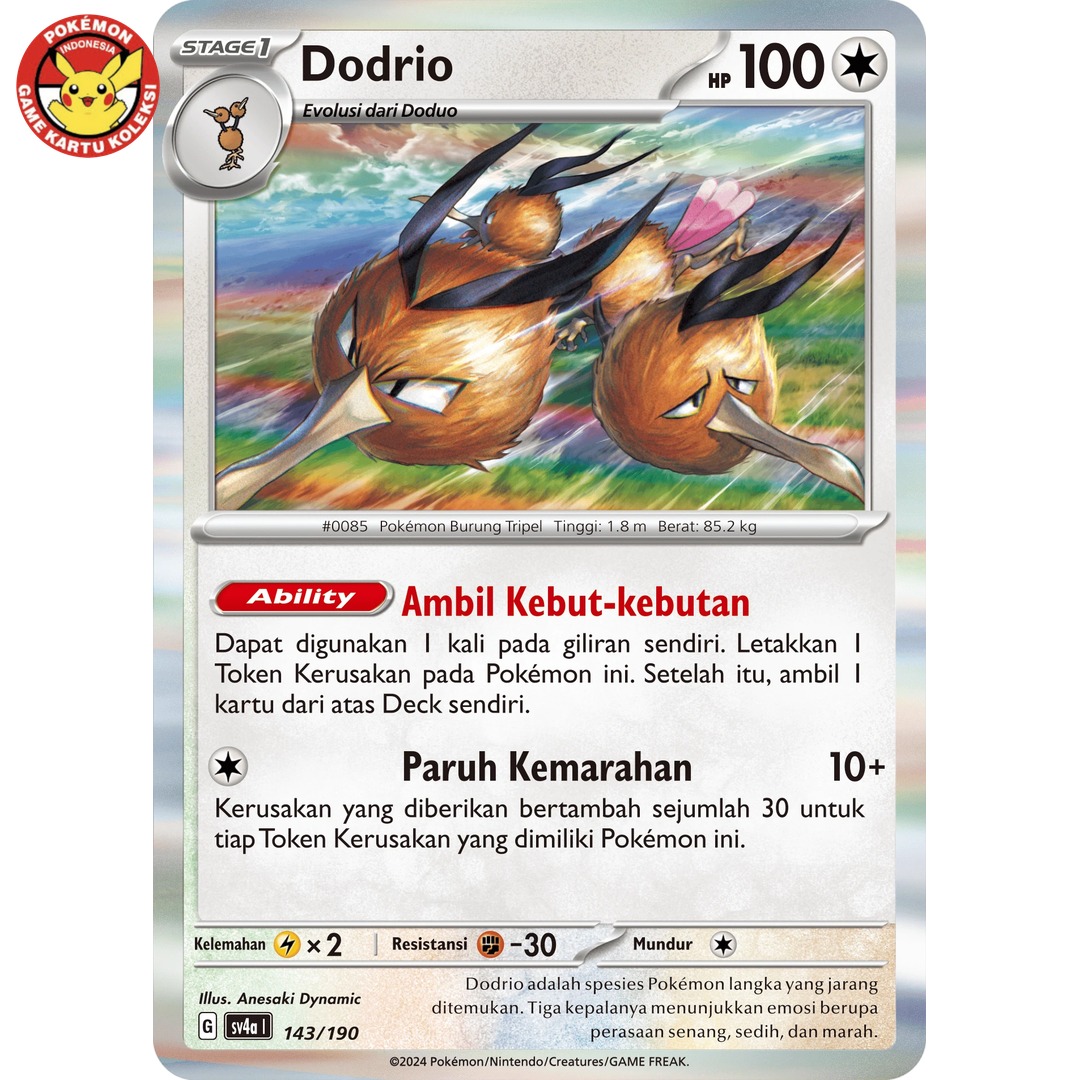 POKÉMON
INDONESIA
GAME KARTU KOLEKSI
STAGE1
Dodrio
HP 100
Evolusi dari Doduo
#0085 Pokémon Burung Tripel Tinggi: 1.8 m Berat: 85.2 kg
Ability Ambil Kebut-kebutan
Dapat digunakan 1 kali pada giliran sendiri. Letakkan 1
Token Kerusakan pada Pokémon ini. Setelah itu, ambil 1
kartu dari atas Deck sendiri.
Paruh Kemarahan 10+
Kerusakan yang diberikan bertambah sejumlah 30 untuk
tiap Token Kerusakan yang dimiliki Pokémon ini.
Kelemahan ×2 Resistansi -30 Mundur
Dodrio adalah spesies Pokémon langka yang jarang
ditemukan. Tiga kepalanya menunjukkan emosi berupa
perasaan senang, sedih, dan marah.
Illus. Anesaki Dynamic
G sv4a I 143/190
©2024 Pokémon/Nintendo/Creatures/GAME FREAK.